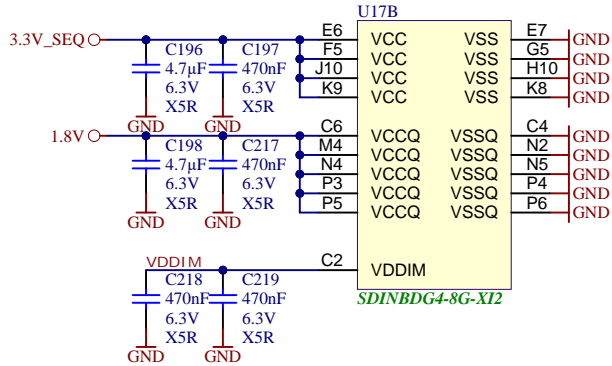 U17B
3.3V_SEQ
E6 VCC VSS E7 GND
C196 C197 F5 VCC VSS G5 GND
4.7µF 470nF J10 VCC VSS H10 GND
6.3V 6.3V K9 VCC VSS K8 GND
X5R X5R
GND GND
1.8V C6 VCCQ VSSQ C4 GND
C198 C217 M4 VCCQ VSSQ N2 GND
4.7µF 470nF N4 VCCQ VSSQ N5 GND
6.3V 6.3V P3 VCCQ VSSQ P4 GND
X5R X5R P5 VCCQ VSSQ P6 GND
GND GND
VDDIM C2 VDDIM
C218 C219
470nF 470nF SDINBDG4-8G-XI2
6.3V 6.3V
X5R X5R
GND GND